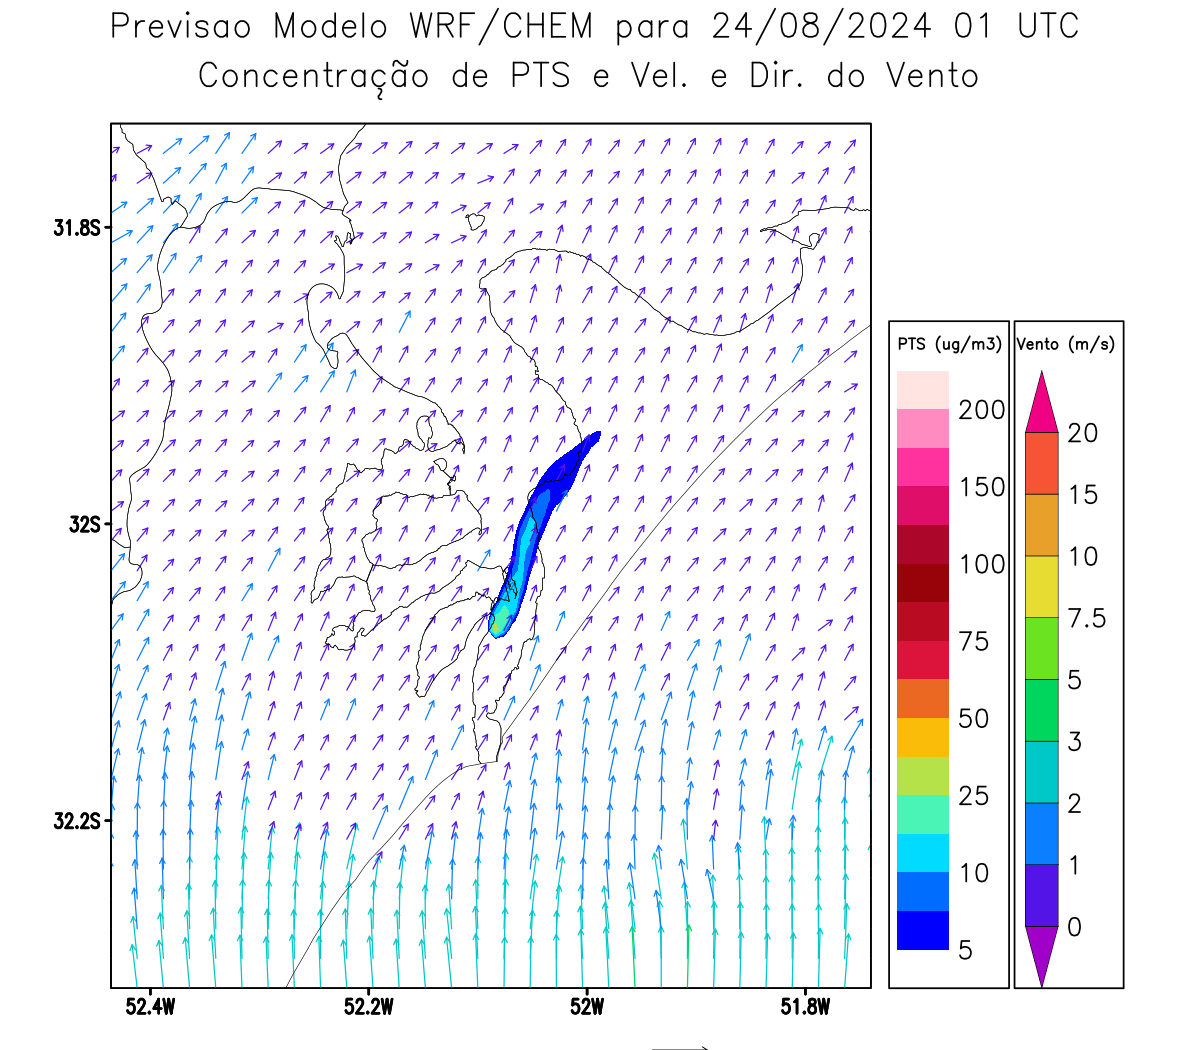 Previsao Modelo WRF/CHEM para 24/08/2024 01 UTC
Concentração de PTS e Vel. e Dir. do Vento
31.8S
32S
32.2S
52.4W
52.2W
52W
51.8W
PTS (ug/m3)
200
150
100
75
50
25
10
5
Vento (m/s)
20
15
10
7.5
5
3
2
1
0